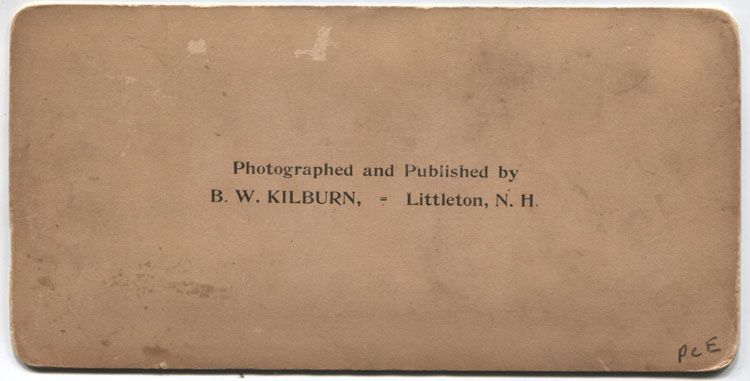 Photographed and Published by
B. W. KILBURN, = Littleton, N. H.
PcE